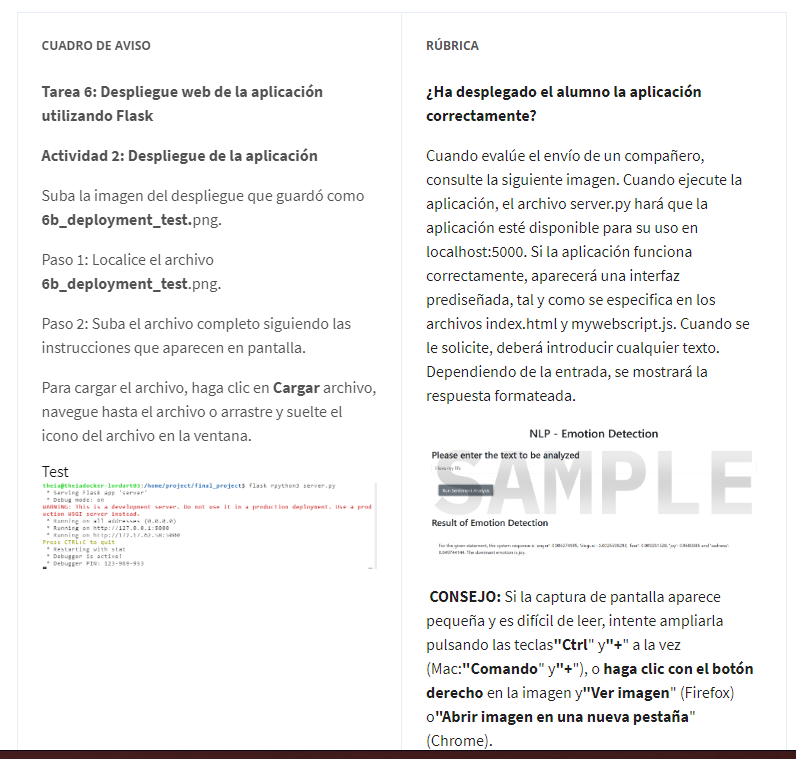 CUADRO DE AVISO
Tarea 6: Despliegue web de la aplicación
utilizando Flask
Actividad 2: Despliegue de la aplicación
Suba la imagen del despliegue que guardó como
6b_deployment_test.png.
Paso 1: Localice el archivo
6b_deployment_test.png.
Paso 2: Suba el archivo completo siguiendo las
instrucciones que aparecen en pantalla.
Para cargar el archivo, haga clic en Cargar archivo,
navegue hasta el archivo o arrastre y suelte el
icono del archivo en la ventana.
Test
theia@theiadocker-lordart03:/home/project/final_project$ flask rpython3 server.py
* Serving Flask app 'server'
* Debug mode: on
WARNING: This is a development server. Do not use it in a production deployment. Use a prod
uction WSGI server instead.
* Running on all addresses (0.0.0.0)
* Running on http://127.0.0.1:5000
* Running on http://172.17.62.58:5000
Press CTRL+C to quit
* Restarting with stat
* Debugger is active!
* Debugger PIN: 123-989-953
RÚBRICA
¿Ha desplegado el alumno la aplicación
correctamente?
Cuando evalúe el envío de un compañero,
consulte la siguiente imagen. Cuando ejecute la
aplicación, el archivo server.py hará que la
aplicación esté disponible para su uso en
localhost:5000. Si la aplicación funciona
correctamente, aparecerá una interfaz
prediseñada, tal y como se especifica en los
archivos index.html y mywebscript.js. Cuando se
le solicite, deberá introducir cualquier texto.
Dependiendo de la entrada, se mostrará la
respuesta formateada.
NLP - Emotion Detection
Please enter the text to be analyzed
I love my life
SAMPLE
Run Sentiment Analysis
Result of Emotion Detection
For the given statement, the system response is 'anger': 'disgust': 'fear': 'joy': and 'sadness':
The dominant emotion is joy.
CONSEJO: Si la captura de pantalla aparece
pequeña y es difícil de leer, intente ampliarla
pulsando las teclas"Ctrl" y"+" a la vez
(Mac:"Comando" y"+"), o haga clic con el botón
derecho en la imagen y"Ver imagen" (Firefox)
o"Abrir imagen en una nueva pestaña"
(Chrome).